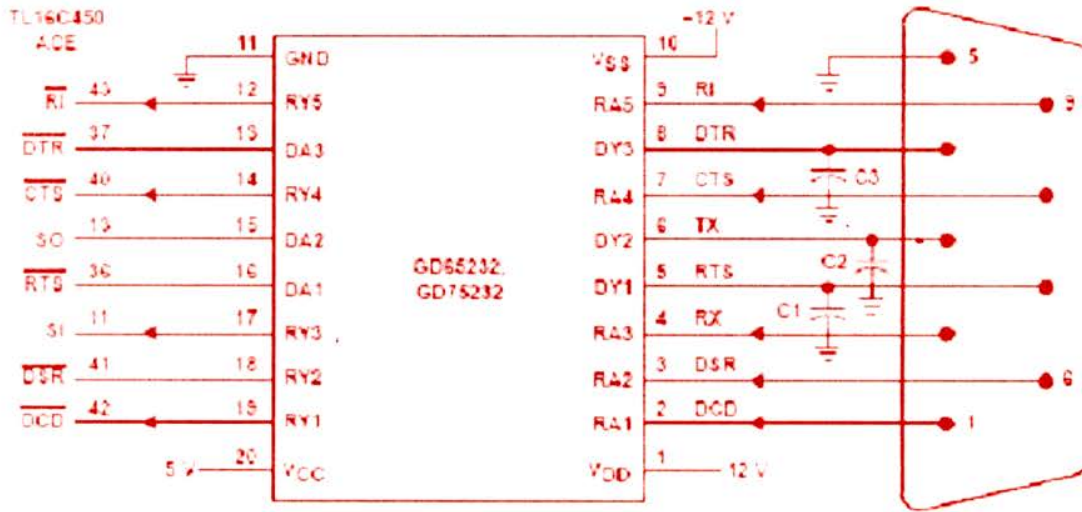 TL16C450
ACE
11 GND
-12 V
10 VSS
5
RI 43 12 RY5
RA5 9 RI 9
DTR 37 13 DA3
DY3 8 DTR
C3
CTS 40 14 RY4
RA4 7 CTS
SO 13 15 DA2
DY2 6 TX
C2
RTS 36 16 DA1
DY1 5 RTS
C1
GD65232,
GD75232
SI 11 17 RY3
RA3 4 RX
DSR 41 18 RY2
RA2 3 DSR 6
DCD 42 19 RY1
RA1 2 DCD 1
5 V 20 VCC
VDD 1 12 V